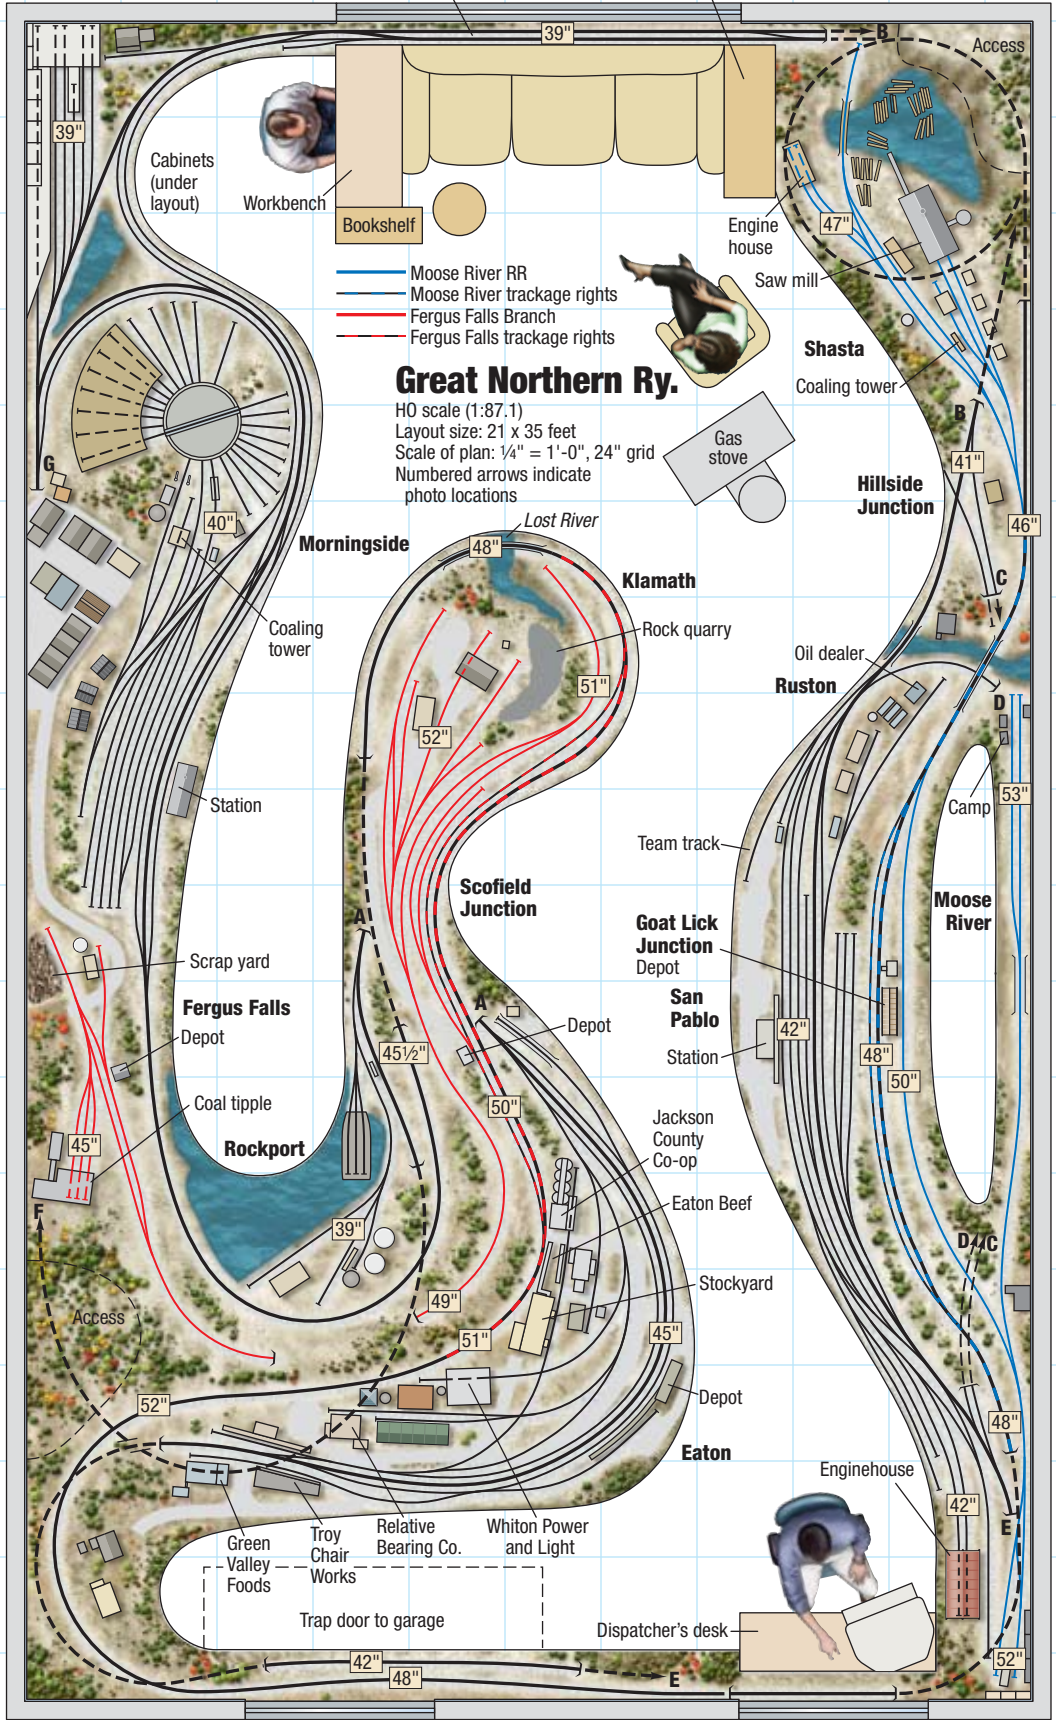 39"
B
Access
39"
Cabinets
(under
layout)
Workbench
Bookshelf
Engine
house
47"
Saw mill
Moose River RR
Moose River trackage rights
Fergus Falls Branch
Fergus Falls trackage rights
Great Northern Ry.
HO scale (1:87.1)
Layout size: 21 x 35 feet
Scale of plan: ¼" = 1'-0", 24" grid
Numbered arrows indicate
photo locations
Shasta
Coaling tower
B
Gas
stove
41"
Hillside
Junction
46"
G
40"
Morningside
Lost River
48"
Klamath
C
Coaling
tower
Rock quarry
Oil dealer
Ruston
51"
D
52"
Station
53"
Camp
Team track
A
Scofield
Junction
Moose
River
Goat Lick
Junction
Depot
Scrap yard
San
Pablo
Fergus Falls
A
Depot
42"
Depot
45½"
Station
48"
50"
50"
Coal tipple
Jackson
County
Co-op
45"
Rockport
Eaton Beef
F
39"
D
C
Stockyard
49"
Access
51"
45"
52"
Depot
48"
Eaton
Enginehouse
42"
E
Green
Valley
Foods
Troy
Chair
Works
Relative
Bearing Co.
Whiton Power
and Light
Trap door to garage
Dispatcher's desk
42"
48"
E
52"